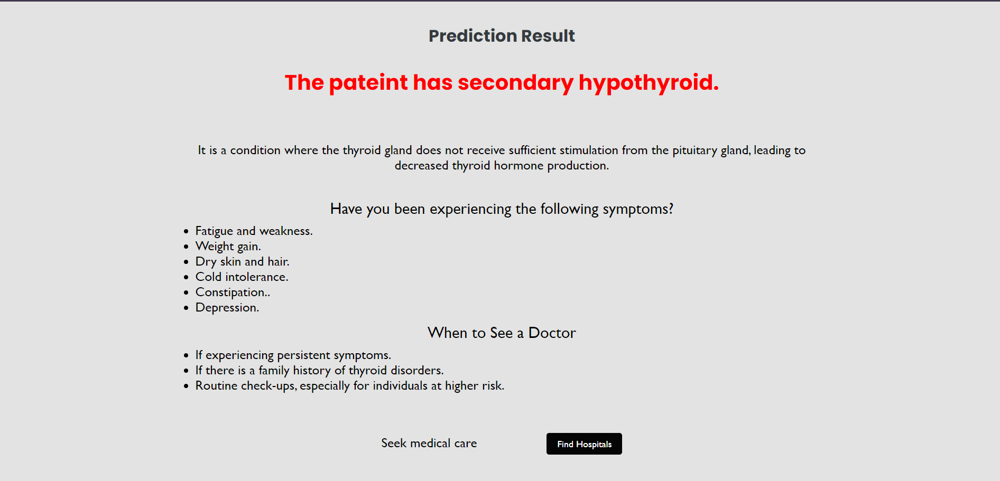 Prediction Result
The pateint has secondary hypothyroid.
It is a condition where the thyroid gland does not receive sufficient stimulation from the pituitary gland, leading to
decreased thyroid hormone production.
Have you been experiencing the following symptoms?
• Fatigue and weakness.
• Weight gain.
• Dry skin and hair.
• Cold intolerance.
• Constipation..
• Depression.
When to See a Doctor
• If experiencing persistent symptoms.
• If there is a family history of thyroid disorders.
• Routine check-ups, especially for individuals at higher risk.
Seek medical care
Find Hospitals